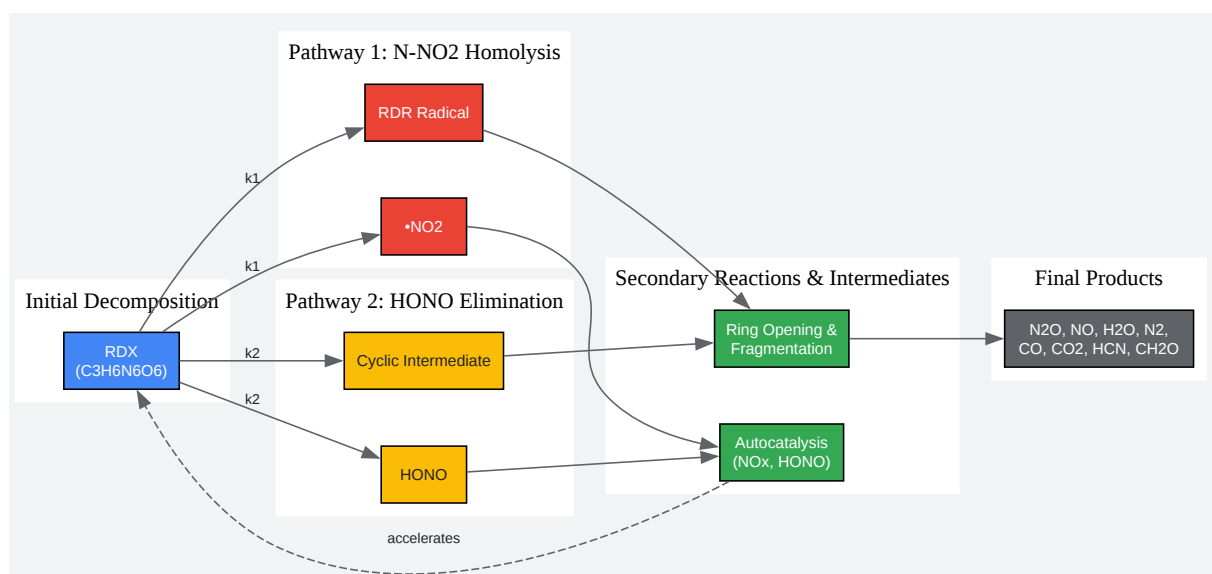 Pathway 1: N-NO2 Homolysis
RDR Radical
k1
•NO2
k1
Initial Decomposition
RDX
(C3H6N6O6)
Pathway 2: HONO Elimination
k2
Cyclic Intermediate
k2
HONO
accelerates
Secondary Reactions & Intermediates
Ring Opening &
Fragmentation
Autocatalysis
(NOx, HONO)
Final Products
N2O, NO, H2O, N2,
CO, CO2, HCN, CH2O